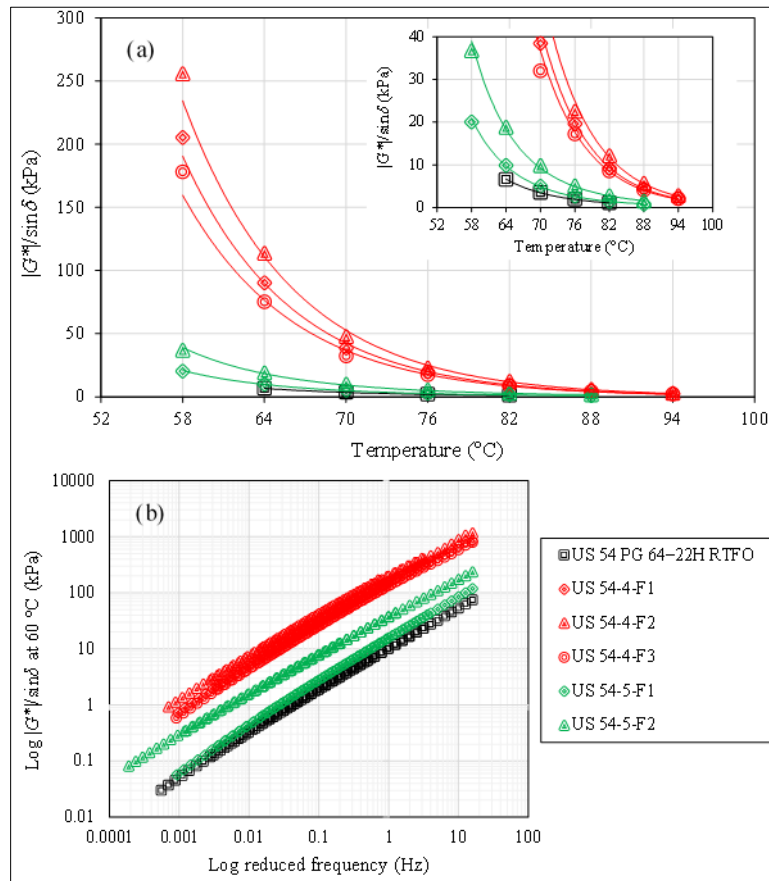 (a)
|G*|/sinδ (kPa)
300
250
200
150
100
50
0
52 58 64 70 76 82 88 94 100
Temperature (°C)
|G*|/sinδ (kPa)
40
30
20
10
0
52 58 64 70 76 82 88 94 100
Temperature (°C)
(b)
Log |G*|/sinδ at 60 °C (kPa)
10000
1000
100
10
1
0.1
0.01
0.0001 0.001 0.01 0.1 1 10 100
Log reduced frequency (Hz)
US 54 PG 64–22H RTFO
US 54-4-F1
US 54-4-F2
US 54-4-F3
US 54-5-F1
US 54-5-F2